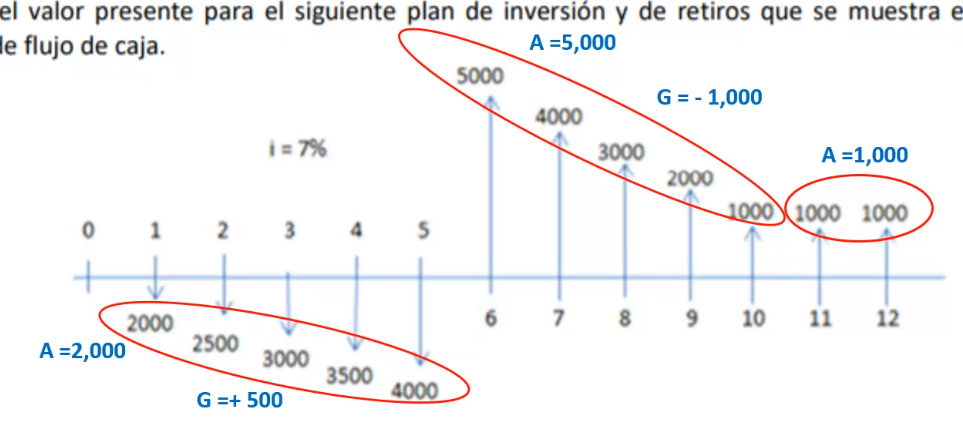 el valor presente para el siguiente plan de inversión y de retiros que se muestra e
de flujo de caja.
A =5,000
5000
G = - 1,000
4000
i = 7%
3000
A =1,000
2000
1000 1000 1000
0 1 2 3 4 5
6 7 8 9 10 11 12
2000
A =2,000
2500
3000
3500
4000
G =+ 500